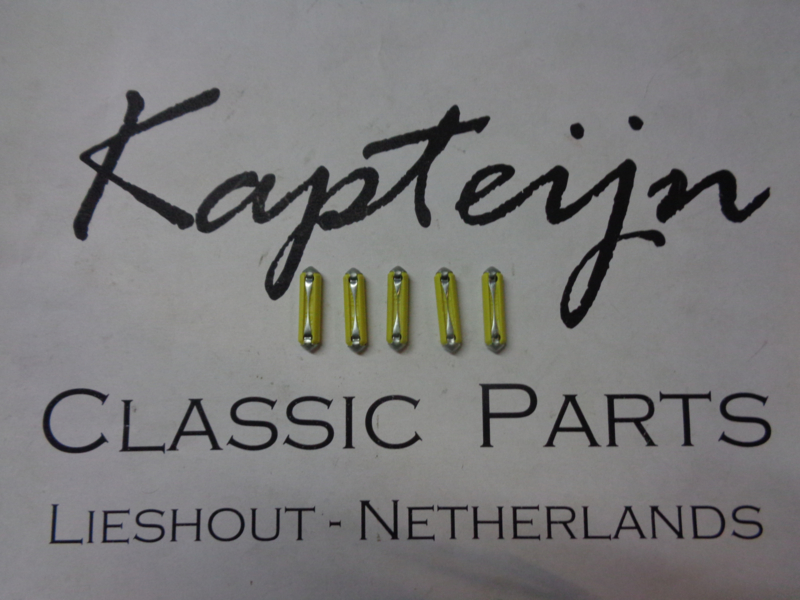 Kapteijn
CLASSIC PARTS
LIESHOUT - NETHERLANDS